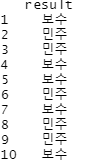 result
1 보수
2 민주
3 민주
4 보수
5 보수
6 민주
7 보수
8 민주
9 민주
10 보수